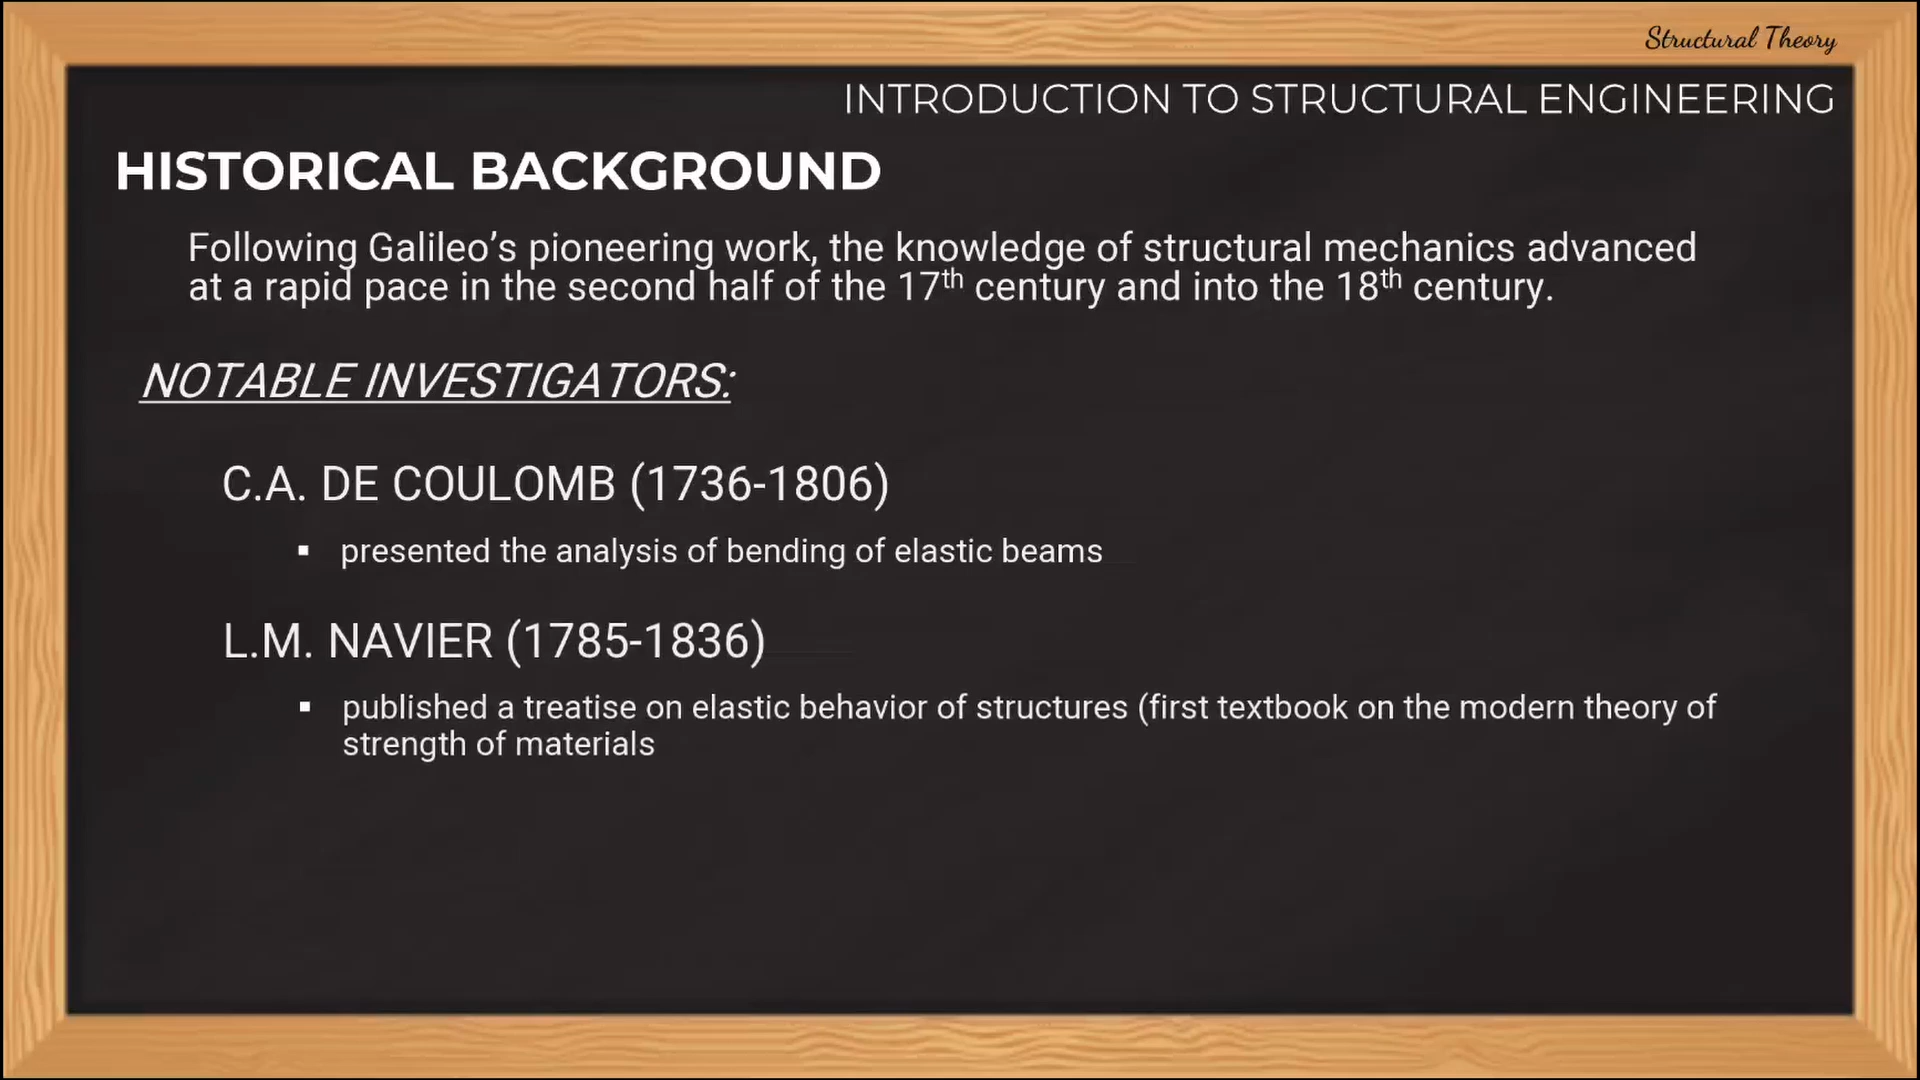 Structural Theory
INTRODUCTION TO STRUCTURAL ENGINEERING
HISTORICAL BACKGROUND
Following Galileo’s pioneering work, the knowledge of structural mechanics advanced
at a rapid pace in the second half of the 17th century and into the 18th century.
NOTABLE INVESTIGATORS:
C.A. DE COULOMB (1736-1806)
▪ presented the analysis of bending of elastic beams
L.M. NAVIER (1785-1836)
▪ published a treatise on elastic behavior of structures (first textbook on the modern theory of
strength of materials